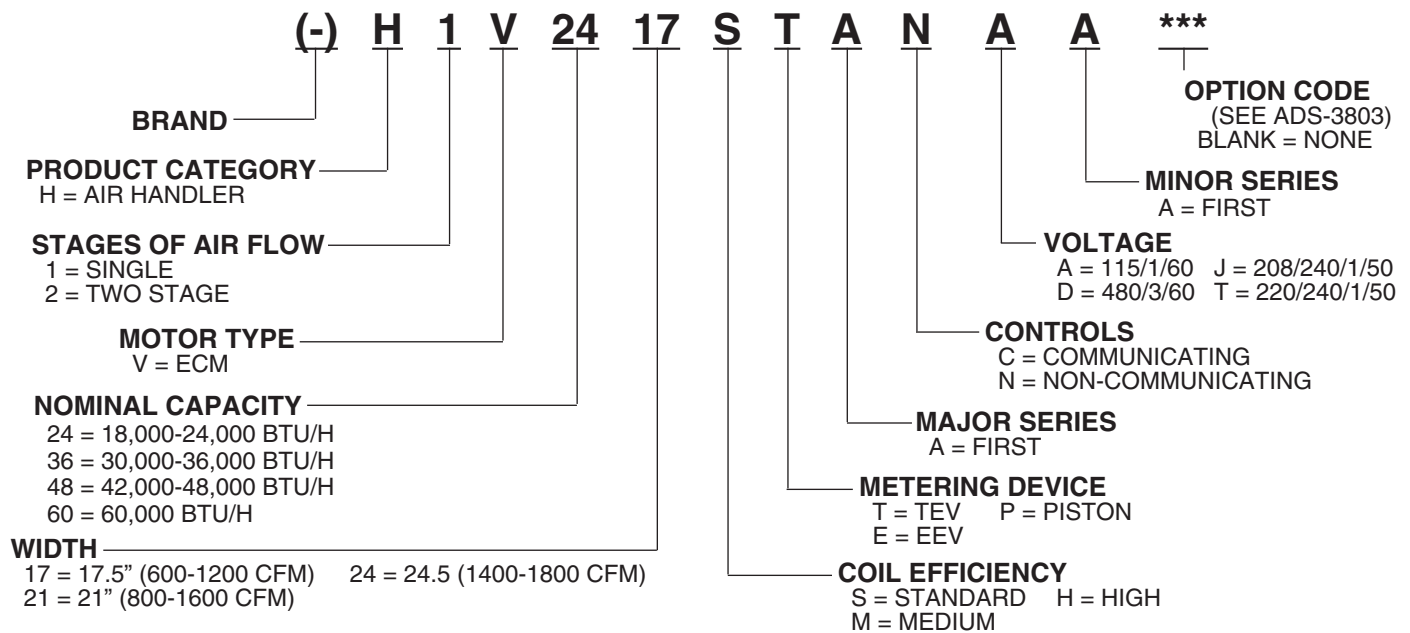 (-) H 1 V 24 17 S T A N A A ***
BRAND
PRODUCT CATEGORY
H = AIR HANDLER
STAGES OF AIR FLOW
1 = SINGLE
2 = TWO STAGE
MOTOR TYPE
V = ECM
NOMINAL CAPACITY
24 = 18,000-24,000 BTU/H
36 = 30,000-36,000 BTU/H
48 = 42,000-48,000 BTU/H
60 = 60,000 BTU/H
WIDTH
17 = 17.5” (600-1200 CFM) 24 = 24.5 (1400-1800 CFM)
21 = 21” (800-1600 CFM)
OPTION CODE
(SEE ADS-3803)
BLANK = NONE
MINOR SERIES
A = FIRST
VOLTAGE
A = 115/1/60 J = 208/240/1/50
D = 480/3/60 T = 220/240/1/50
CONTROLS
C = COMMUNICATING
N = NON-COMMUNICATING
MAJOR SERIES
A = FIRST
METERING DEVICE
T = TEV P = PISTON
E = EEV
COIL EFFICIENCY
S = STANDARD H = HIGH
M = MEDIUM